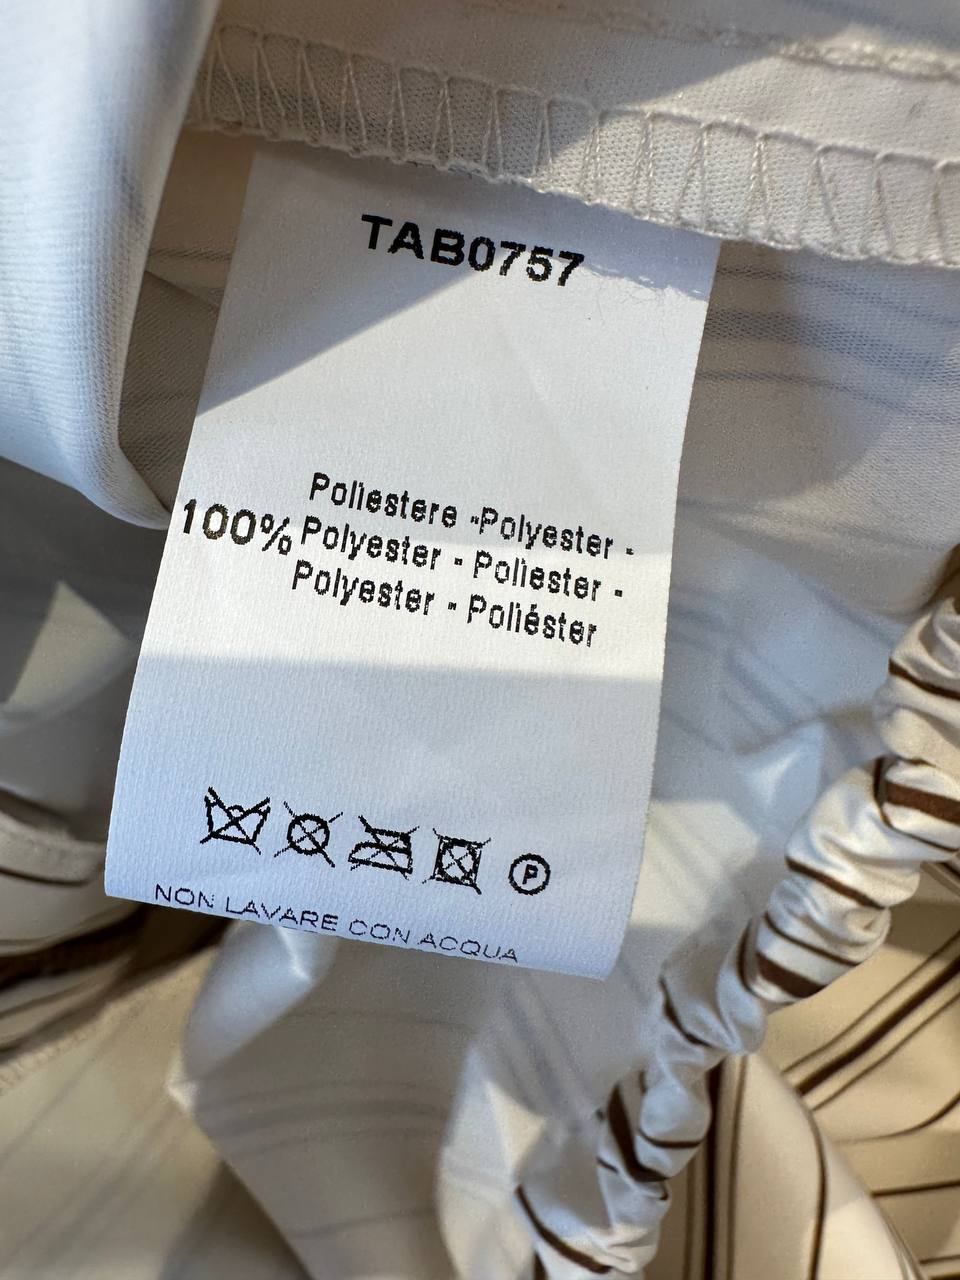 TAB0757
Poliestere -Polyester -
100% Polyester - Poliester -
Polyester - Poliéster
P
NON LAVARE CON ACQUA